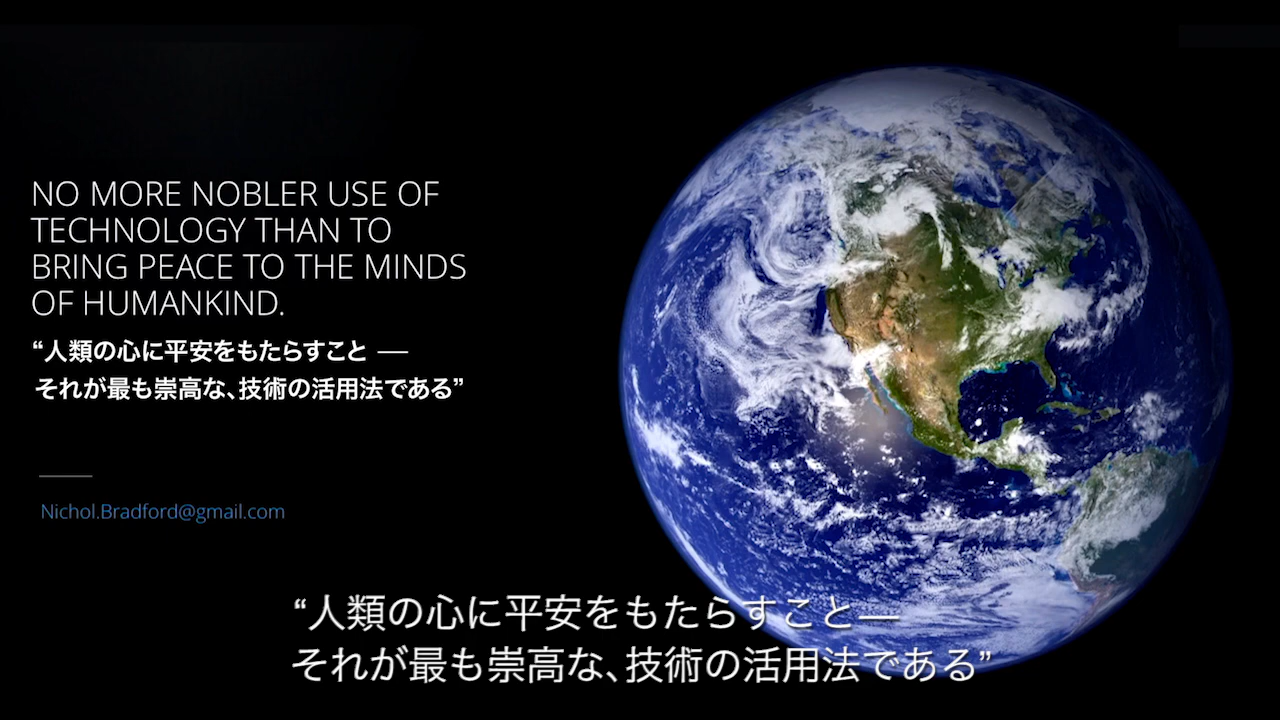 NO MORE NOBLER USE OF
TECHNOLOGY THAN TO
BRING PEACE TO THE MINDS
OF HUMANKIND.
“人類の心に平安をもたらすこと ―
それが最も崇高な、技術の活用法である”
Nichol.Bradford@gmail.com
“人類の心に平安をもたらすこと―
それが最も崇高な、技術の活用法である”